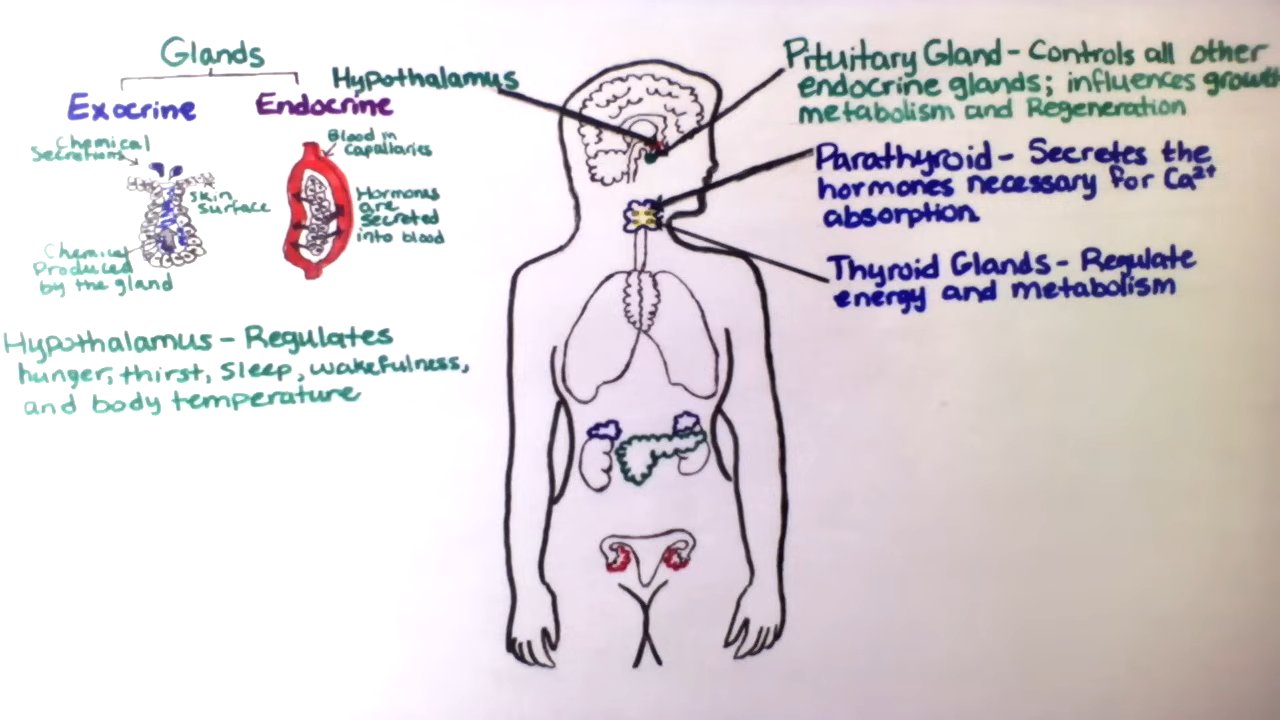 Glands
Exocrine
Endocrine
Chemical
Secretions
Skin
Surface
Chemical
Produced
by the gland
Blood in
Capillaries
Hormones
are
Secreted
into blood
Hypothalamus
Hypothalamus - Regulates
hunger, thirst, sleep, wakefulness,
and body temperature
Pituitary Gland - Controls all other
endocrine glands; influences growth
metabolism and Regeneration
Parathyroid - Secretes the
hormones necessary for Ca²⁺
absorption
Thyroid Glands - Regulate
energy and metabolism